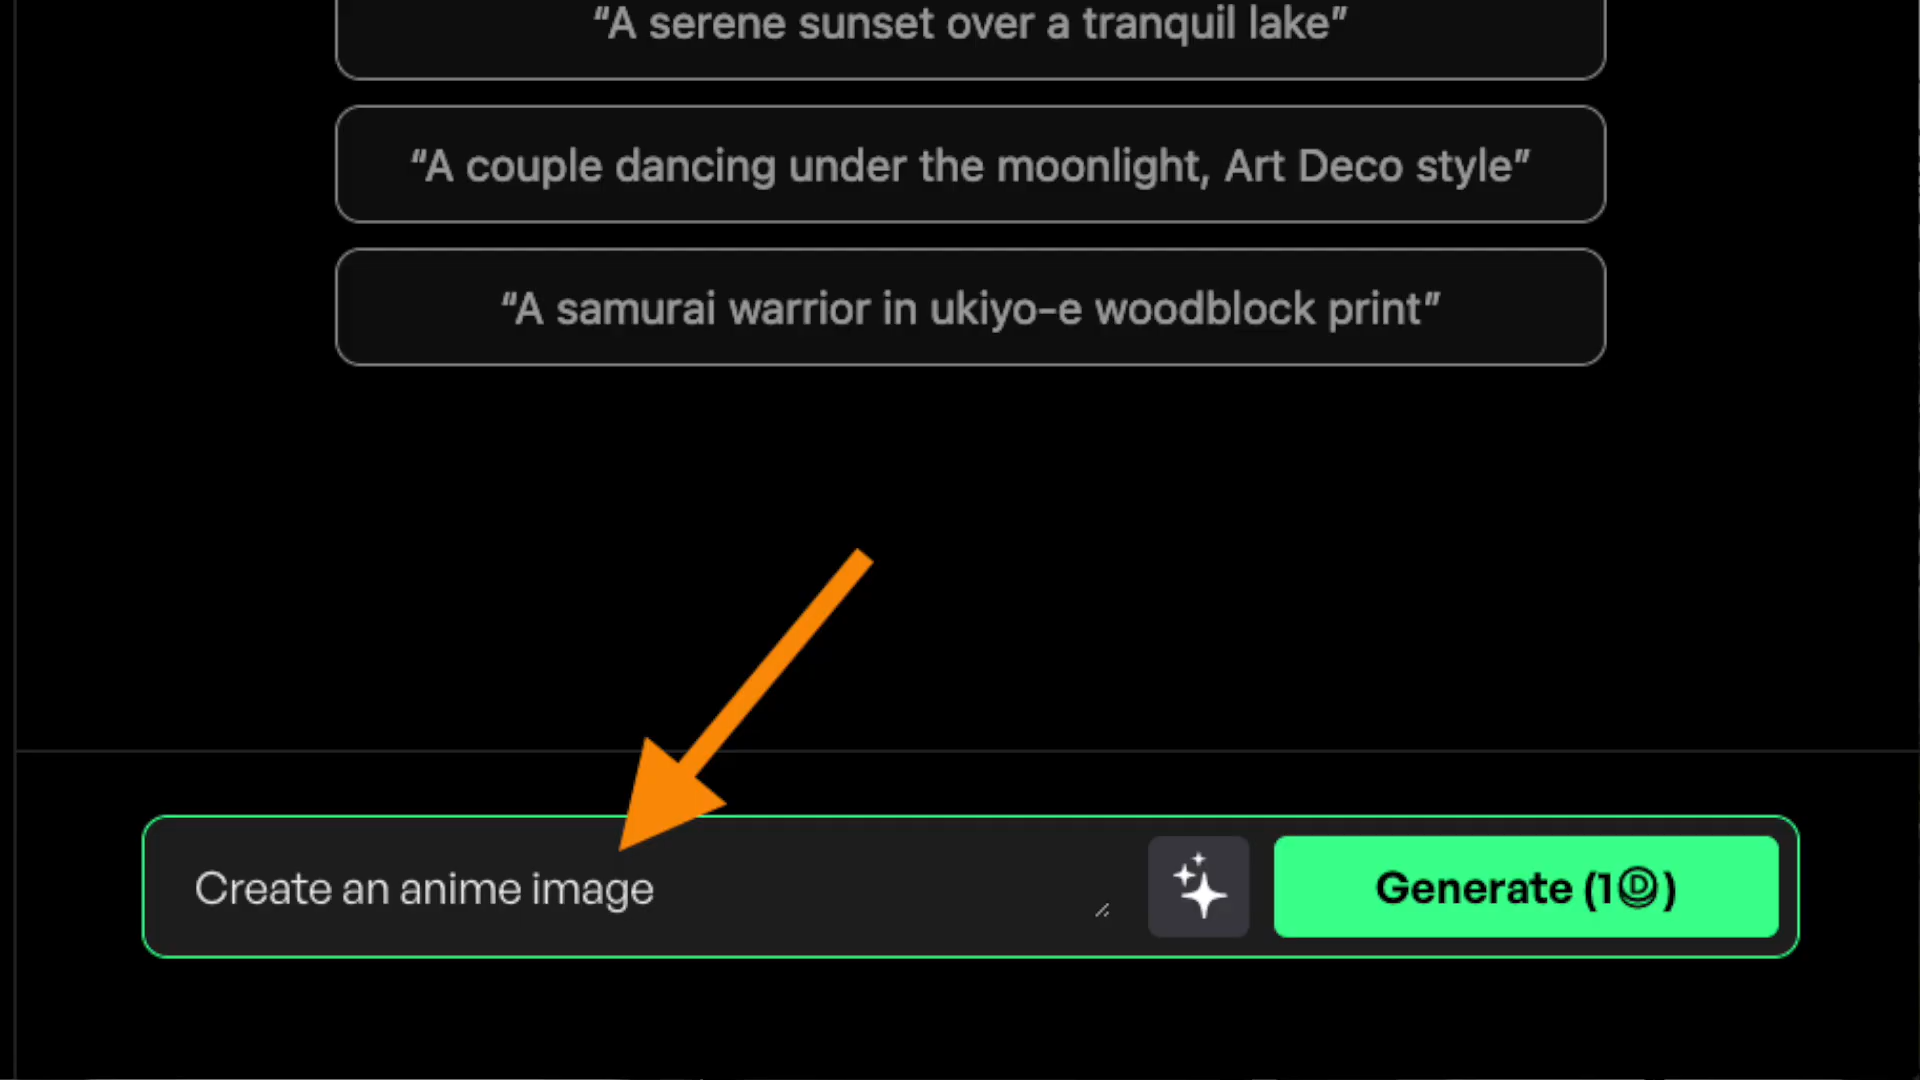 “A serene sunset over a tranquil lake”
“A couple dancing under the moonlight, Art Deco style”
“A samurai warrior in ukiyo-e woodblock print”
Create an anime image
Generate (1Ⓓ)